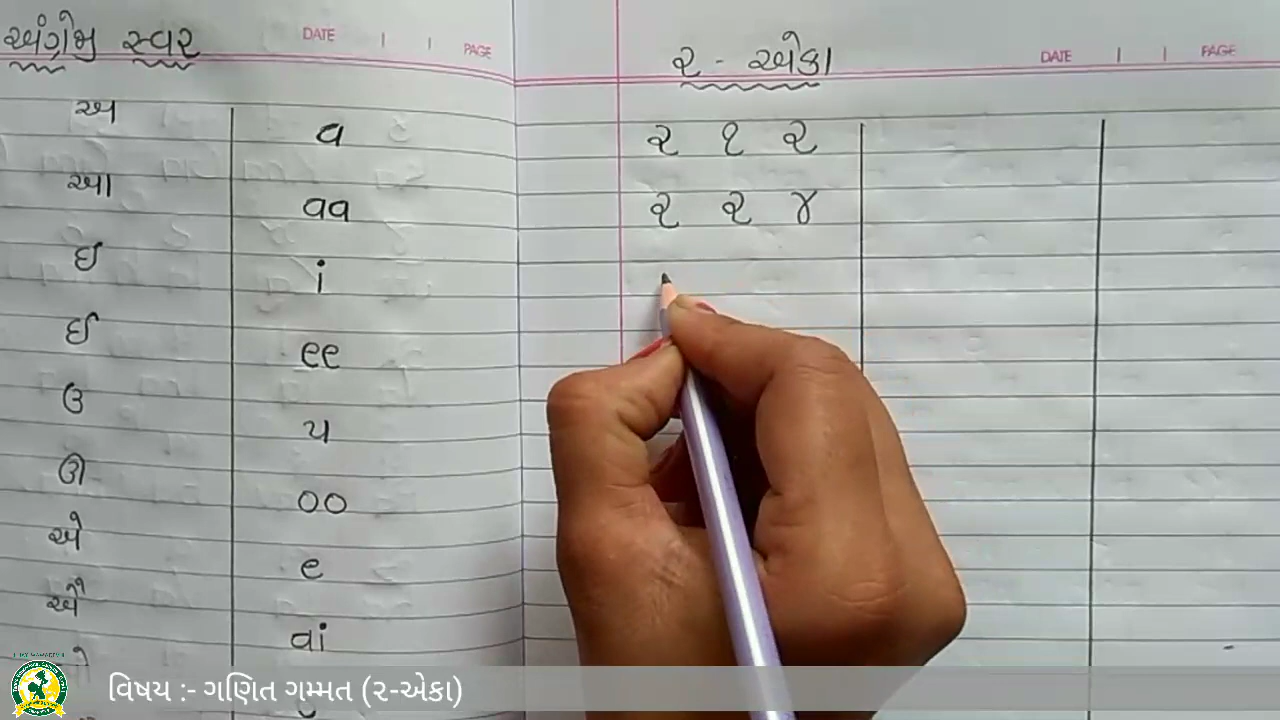 અંગ્રેજી સ્વર
DATE | | PAGE
અ a
આ aa
ઇ i
ઈ ee
ઉ u
ઊ oo
એ e
ઐ ai
૨ - એકા
DATE | | PAGE
૨ ૧ ૨
૨ ૨ ૪
વિષય :- ગણિત ગમ્મત (૨-એકા)